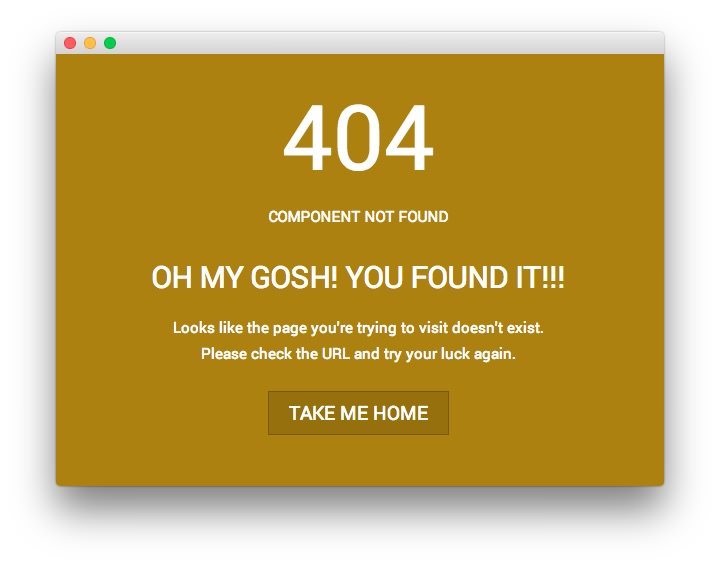 404
COMPONENT NOT FOUND
OH MY GOSH! YOU FOUND IT!!!
Looks like the page you're trying to visit doesn't exist.
Please check the URL and try your luck again.
TAKE ME HOME